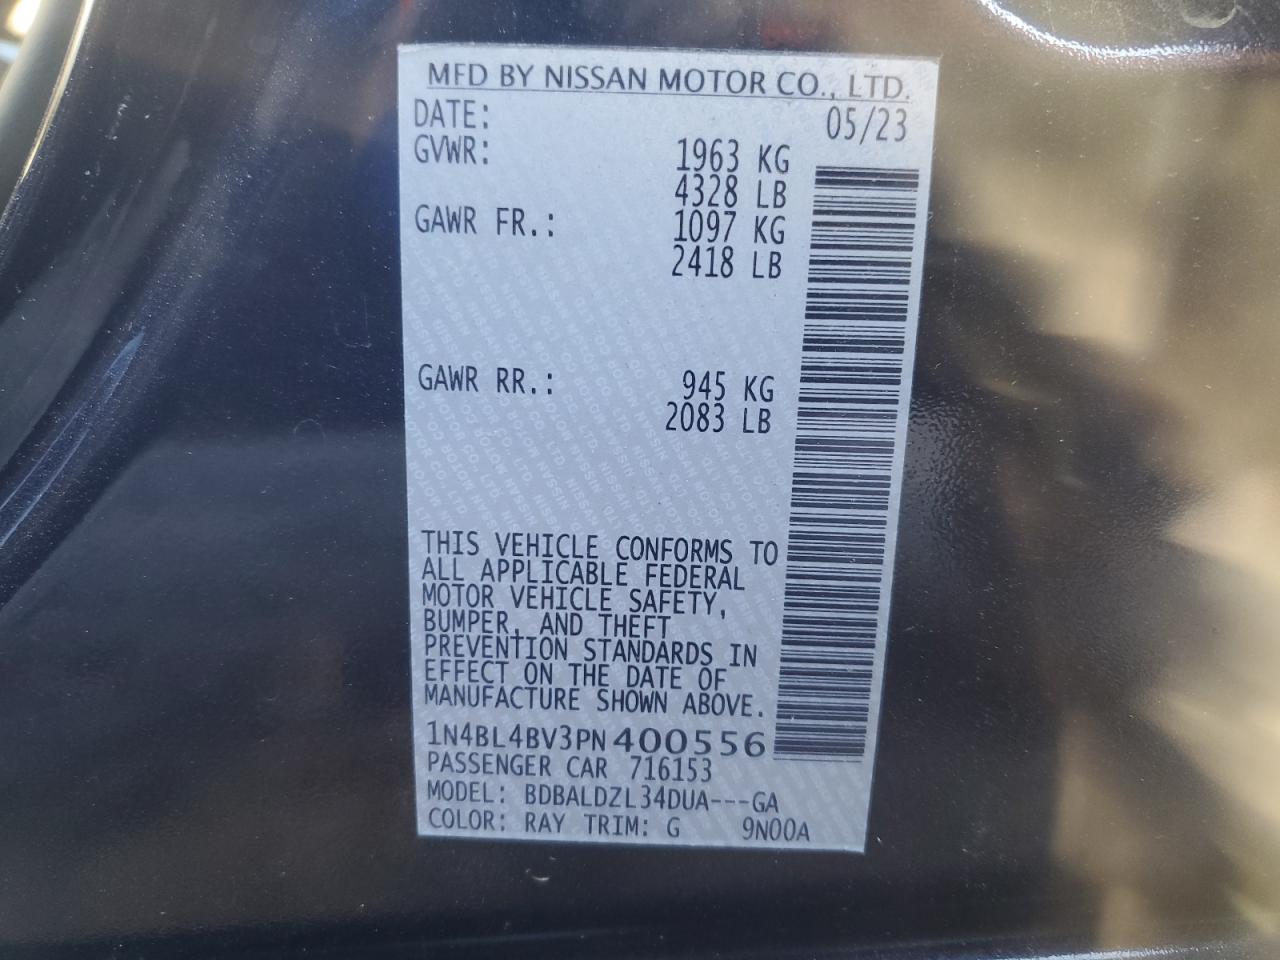 MFD BY NISSAN MOTOR CO., LTD.
DATE: 05/23
GVWR: 1963 KG
4328 LB
GAWR FR.: 1097 KG
2418 LB
GAWR RR.: 945 KG
2083 LB
THIS VEHICLE CONFORMS TO
ALL APPLICABLE FEDERAL
MOTOR VEHICLE SAFETY,
BUMPER, AND THEFT
PREVENTION STANDARDS IN
EFFECT ON THE DATE OF
MANUFACTURE SHOWN ABOVE.
1N4BL4BV3PN400556
PASSENGER CAR 716153
MODEL: BDBALDZL34DUA---GA
COLOR: RAY TRIM: G 9N00A